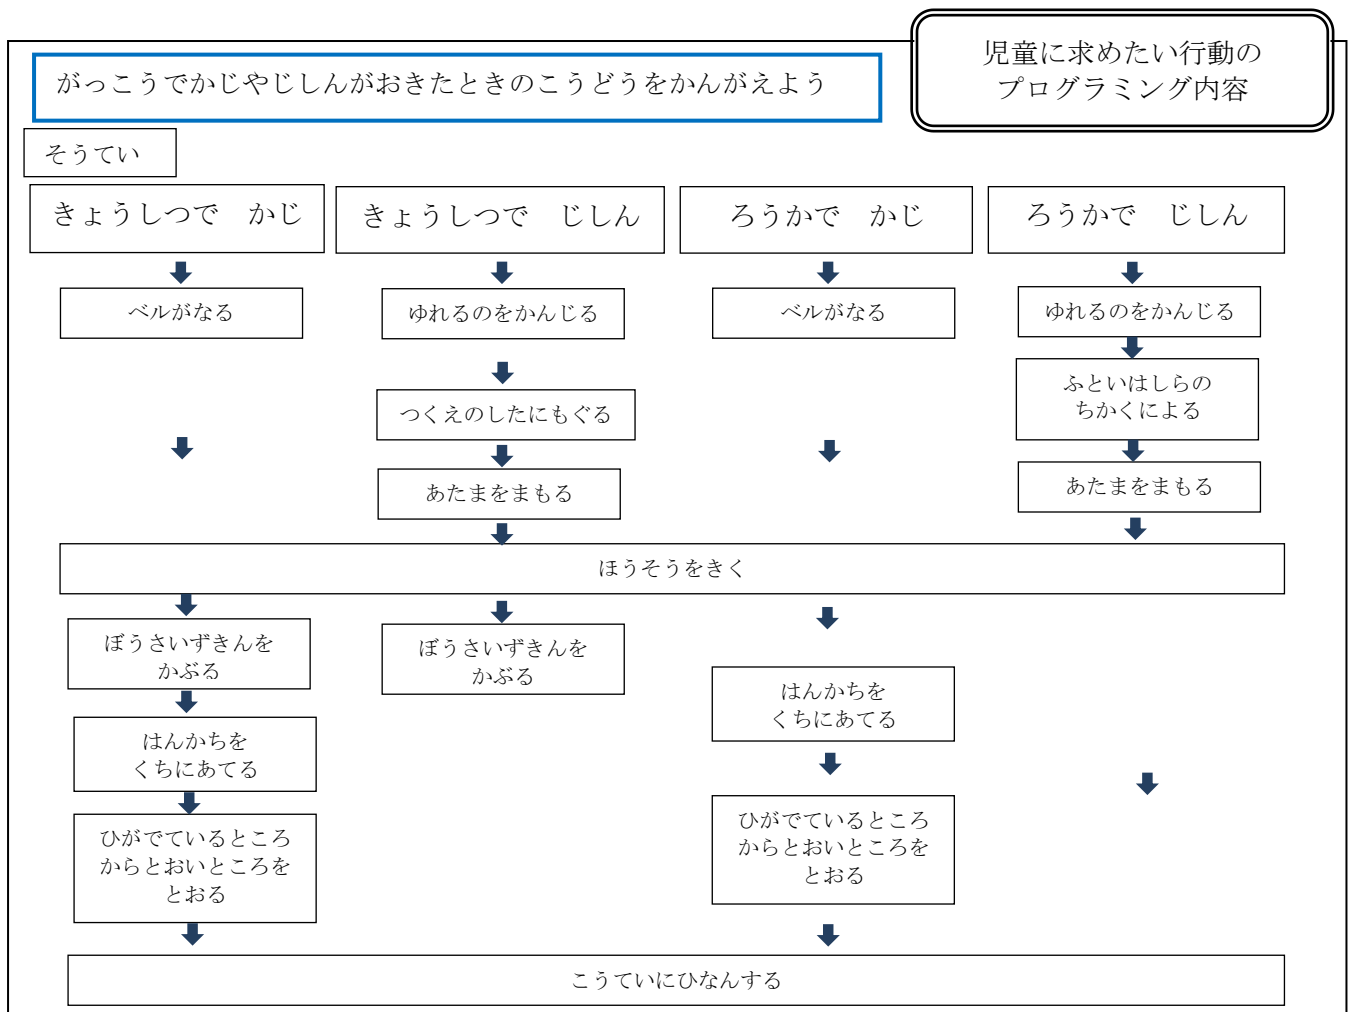 児童に求めたい行動の
プログラミング内容
がっこうでかじやじしんがおきたときのこうどうをかんがえよう
そうてい
きょうしつで　かじ
きょうしつで　じしん
ろうかで　かじ
ろうかで　じしん
ベルがなる
ゆれるのをかんじる
ベルがなる
ゆれるのをかんじる
つくえのしたにもぐる
ふといはしらの
ちかくによる
あたまをまもる
あたまをまもる
ほうそうをきく
ぼうさいずきんを
かぶる
ぼうさいずきんを
かぶる
はんかちを
くちにあてる
はんかちを
くちにあてる
ひがでているところ
からとおいところを
とおる
ひがでているところ
からとおいところを
とおる
こうていにひなんする